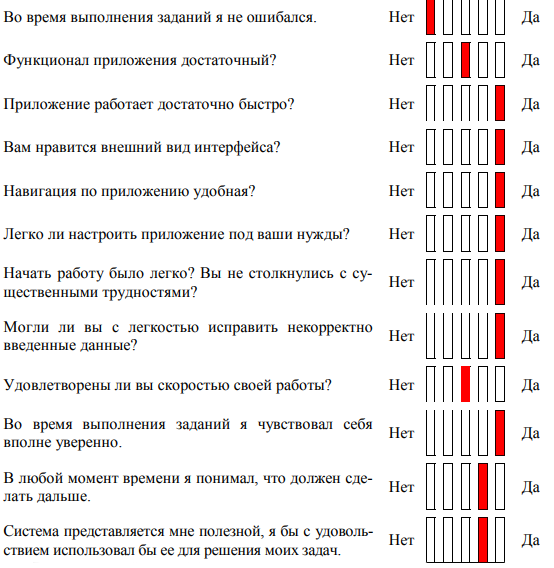 Во время выполнения заданий я не ошибался. Нет Да
Функционал приложения достаточный? Нет Да
Приложение работает достаточно быстро? Нет Да
Вам нравится внешний вид интерфейса? Нет Да
Навигация по приложению удобная? Нет Да
Легко ли настроить приложение под ваши нужды? Нет Да
Начать работу было легко? Вы не столкнулись с су-
щественными трудностями? Нет Да
Могли ли вы с легкостью исправить некорректно
введенные данные? Нет Да
Удовлетворены ли вы скоростью своей работы? Нет Да
Во время выполнения заданий я чувствовал себя
вполне уверенно. Нет Да
В любой момент времени я понимал, что должен сде-
лать дальше. Нет Да
Система представляется мне полезной, я бы с удоволь-
ствием использовал бы ее для решения моих задач. Нет Да